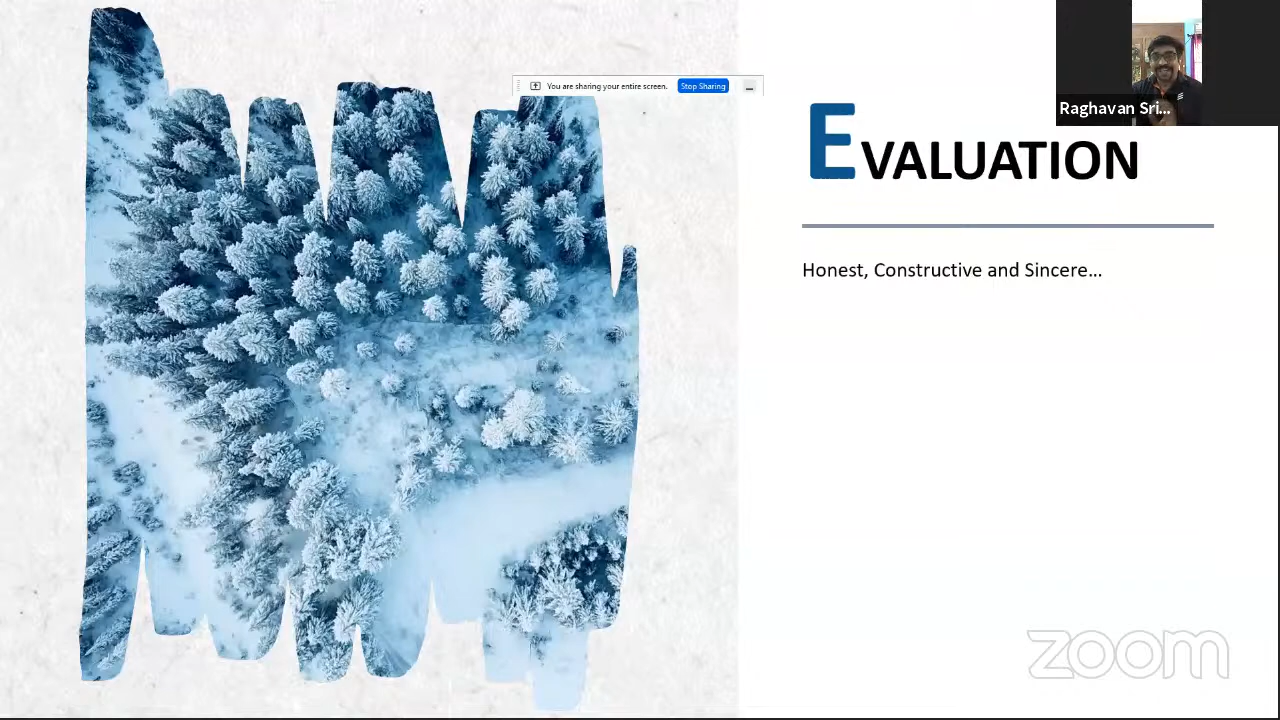 You are sharing your entire screen.
Stop Sharing
Raghavan Sri...
EVALUATION
Honest, Constructive and Sincere...
zoom